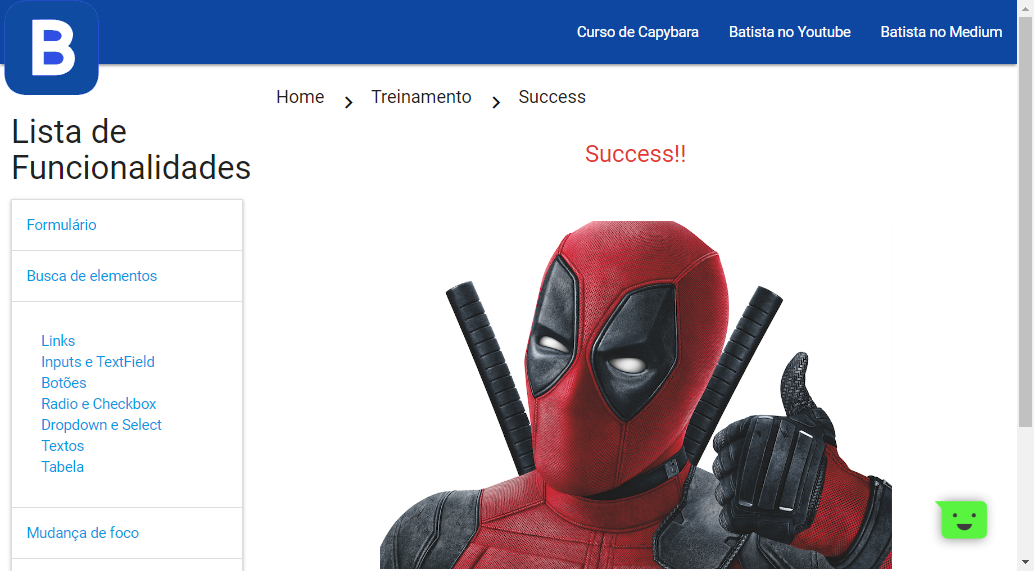 B
Curso de Capybara
Batista no Youtube
Batista no Medium
Home
Treinamento
Success
Lista de
Funcionalidades
Formulário
Busca de elementos
Links
Inputs e TextField
Botões
Radio e Checkbox
Dropdown e Select
Textos
Tabela
Mudança de foco
Success!!